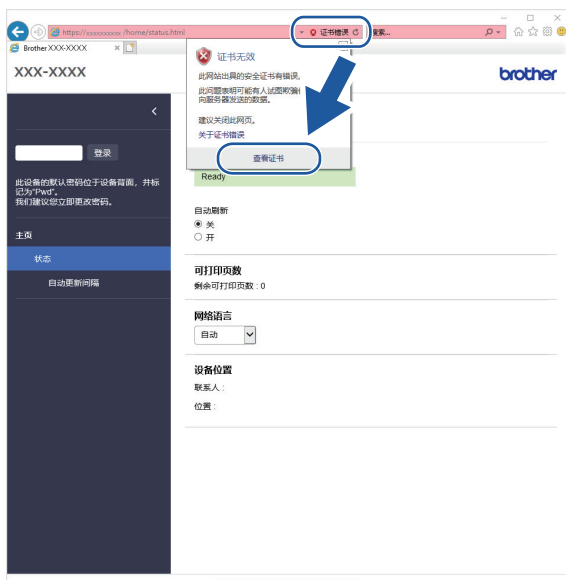 https://xxxxxxxxxx /home/status.html
证书错误
搜索...
Brother XXX-XXXX
XXX-XXXX
brother
证书无效
此网站出具的安全证书有错误。
此问题表明可能有人试图欺骗
向服务器发送的数据。
建议关闭此网页。
关于证书错误
查看证书
登录
Ready
此设备的默认密码位于设备背面，并标
记为"Pwd"。
我们建议您立即更改密码。
自动刷新
关
开
主页
状态
自动更新间隔
可打印页数
剩余可打印页数 : 0
网络语言
自动
设备位置
联系人 :
位置 :